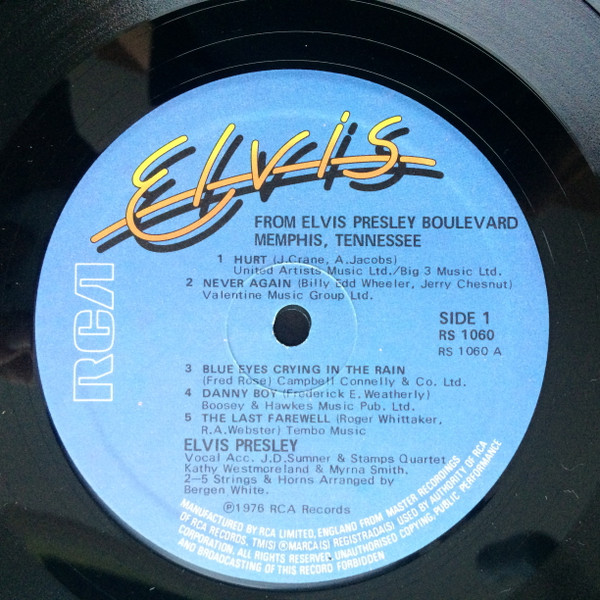 Elvis
FROM ELVIS PRESLEY BOULEVARD
MEMPHIS, TENNESSEE
1 HURT (J.Crane, A.Jacobs)
United Artists Music Ltd./Big 3 Music Ltd.
2 NEVER AGAIN (Billy Edd Wheeler, Jerry Chesnut)
Valentine Music Group Ltd.
RCA
SIDE 1
RS 1060
RS 1060 A
3 BLUE EYES CRYING IN THE RAIN
(Fred Rose) Campbell Connelly & Co. Ltd.
4 DANNY BOY (Frederick E. Weatherly)
Boosey & Hawkes Music Pub. Ltd.
5 THE LAST FAREWELL (Roger Whittaker,
R.A.Webster) Tembo Music
ELVIS PRESLEY
Vocal Acc. J.D.Sumner & Stamps Quartet
Kathy Westmoreland & Myrna Smith.
2–5 Strings & Horns Arranged by
Bergen White.
℗1976 RCA Records
MANUFACTURED BY RCA LIMITED, ENGLAND FROM MASTER RECORDINGS
OF RCA RECORDS. TM(S) ® MARCA(S) REGISTRADA(S) USED BY AUTHORITY OF RCA
CORPORATION. ALL RIGHTS RESERVED. UNAUTHORISED COPYING, PUBLIC PERFORMANCE
AND BROADCASTING OF THIS RECORD FORBIDDEN